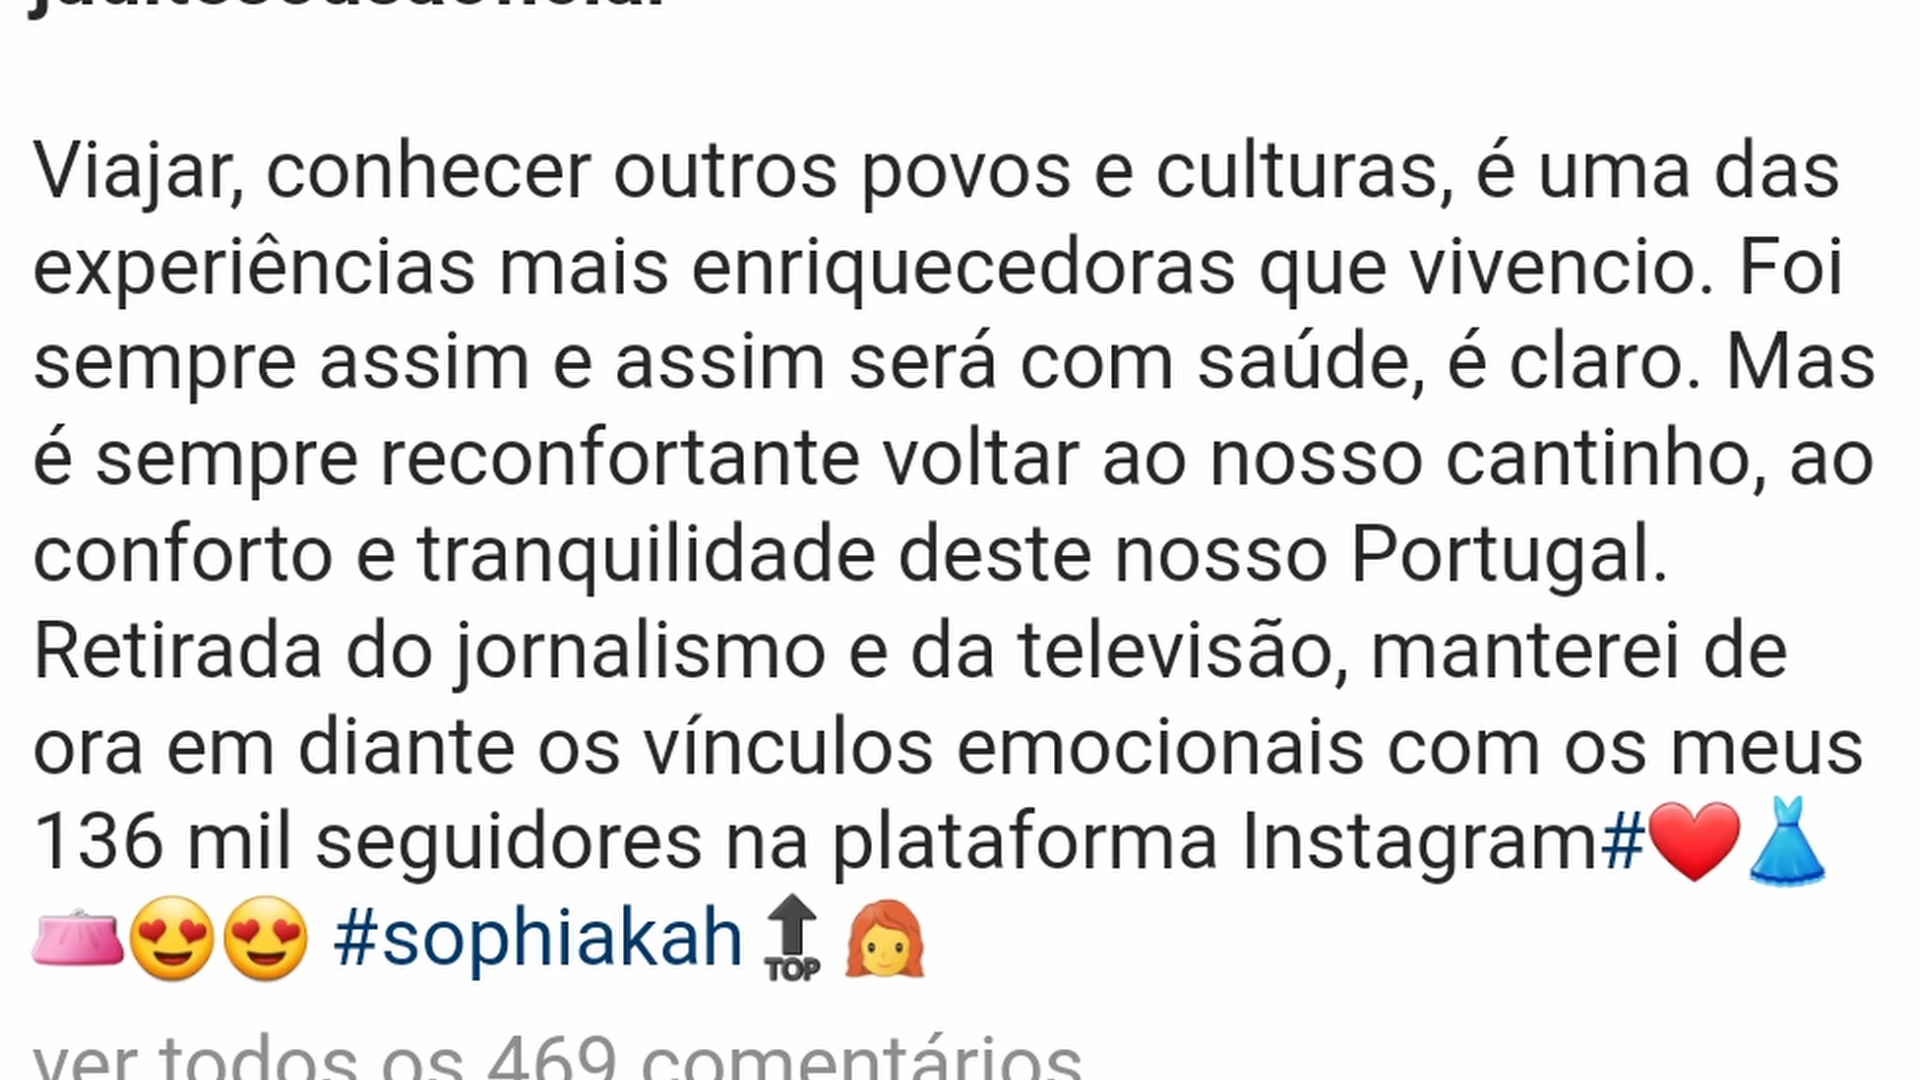 Viajar, conhecer outros povos e culturas, é uma das
experiências mais enriquecedoras que vivencio. Foi
sempre assim e assim será com saúde, é claro. Mas
é sempre reconfortante voltar ao nosso cantinho, ao
conforto e tranquilidade deste nosso Portugal.
Retirada do jornalismo e da televisão, manterei de
ora em diante os vínculos emocionais com os meus
136 mil seguidores na plataforma Instagram#❤️👗
👛😍😍 #sophiakah🔝👩‍🦰
ver todos os 469 comentários